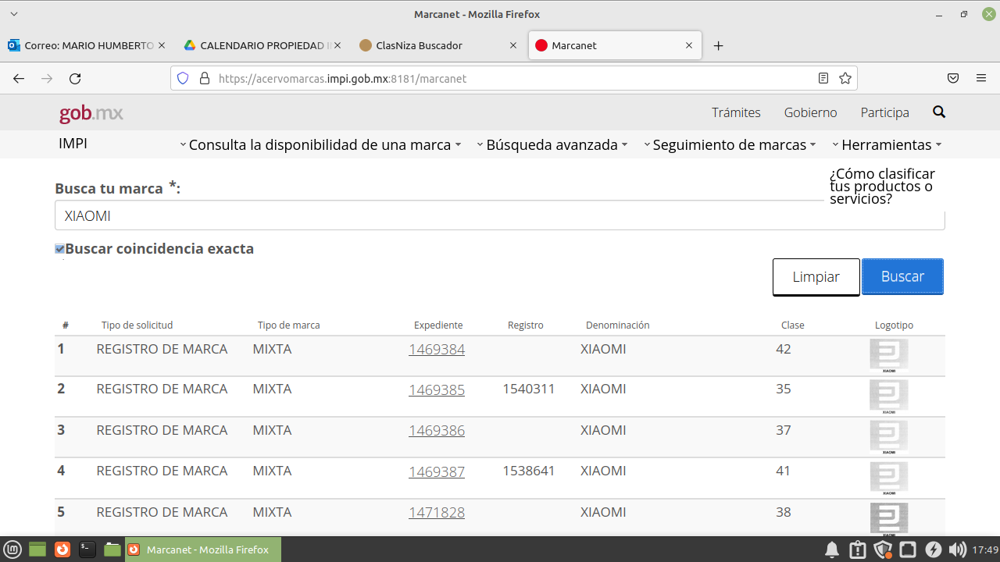 Marcanet - Mozilla Firefox
Correo: MARIO HUMBERTO
CALENDARIO PROPIEDAD
ClasNiza Buscador
Marcanet
https://acervomarcas.impi.gob.mx:8181/marcanet
gob.mx
Trámites Gobierno Participa
IMPI
Consulta la disponibilidad de una marca Búsqueda avanzada Seguimiento de marcas Herramientas
¿Cómo clasificar
tus productos o
servicios?
Busca tu marca *:
XIAOMI
Buscar coincidencia exacta
Limpiar Buscar
# Tipo de solicitud Tipo de marca Expediente Registro Denominación Clase Logotipo
1 REGISTRO DE MARCA MIXTA 1469384 XIAOMI 42 XIAOMI
2 REGISTRO DE MARCA MIXTA 1469385 1540311 XIAOMI 35 XIAOMI
3 REGISTRO DE MARCA MIXTA 1469386 XIAOMI 37 XIAOMI
4 REGISTRO DE MARCA MIXTA 1469387 1538641 XIAOMI 41 XIAOMI
5 REGISTRO DE MARCA MIXTA 1471828 XIAOMI 38 XIAOMI
Marcanet - Mozilla Firefox
17:49